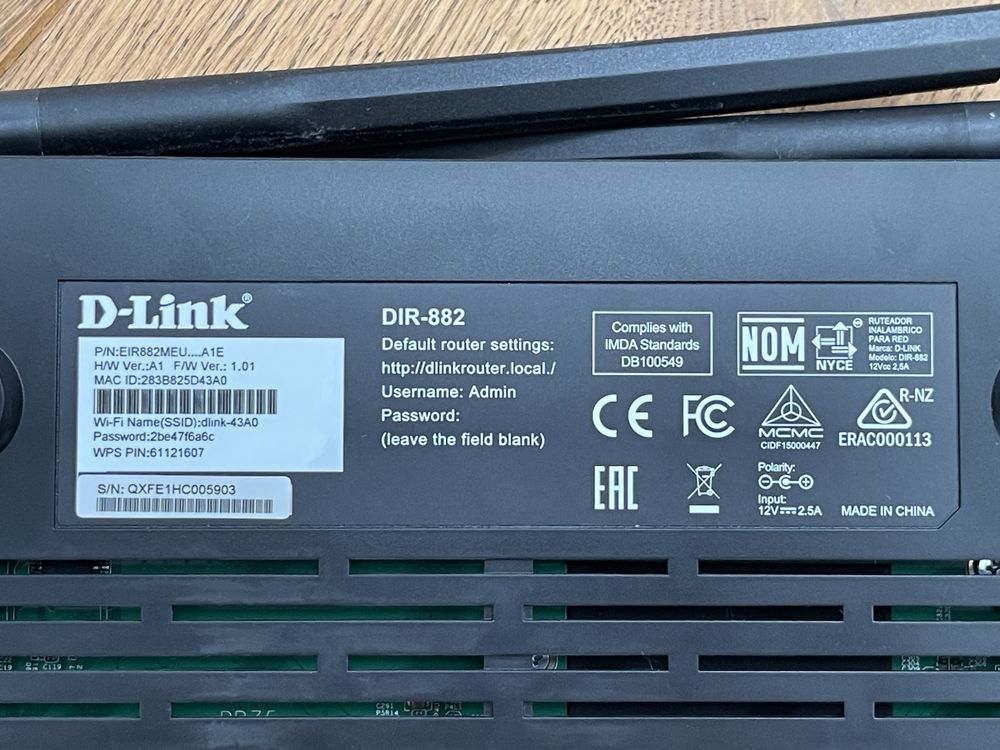 D-Link®
P/N:EIR882MEU....A1E
H/W Ver.:A1 F/W Ver.: 1.01
MAC ID:283B825D43A0
Wi-Fi Name(SSID):dlink-43A0
Password:2be47f6a6c
WPS PIN:61121607
S/N: QXFE1HC005903
DIR-882
Default router settings:
http://dlinkrouter.local./
Username: Admin
Password:
(leave the field blank)
Complies with
IMDA Standards
DB100549
NOM
NYCE
RUTEADOR
INALAMBRICO
PARA RED
Marca: D-LINK
Modelo: DIR-882
12Vcc 2,5A
CE
FC
MCMC
CIDF15000447
R-NZ
ERAC000113
EAC
Polarity:
Input:
12V 2.5A
MADE IN CHINA
C119
C291
P5R14